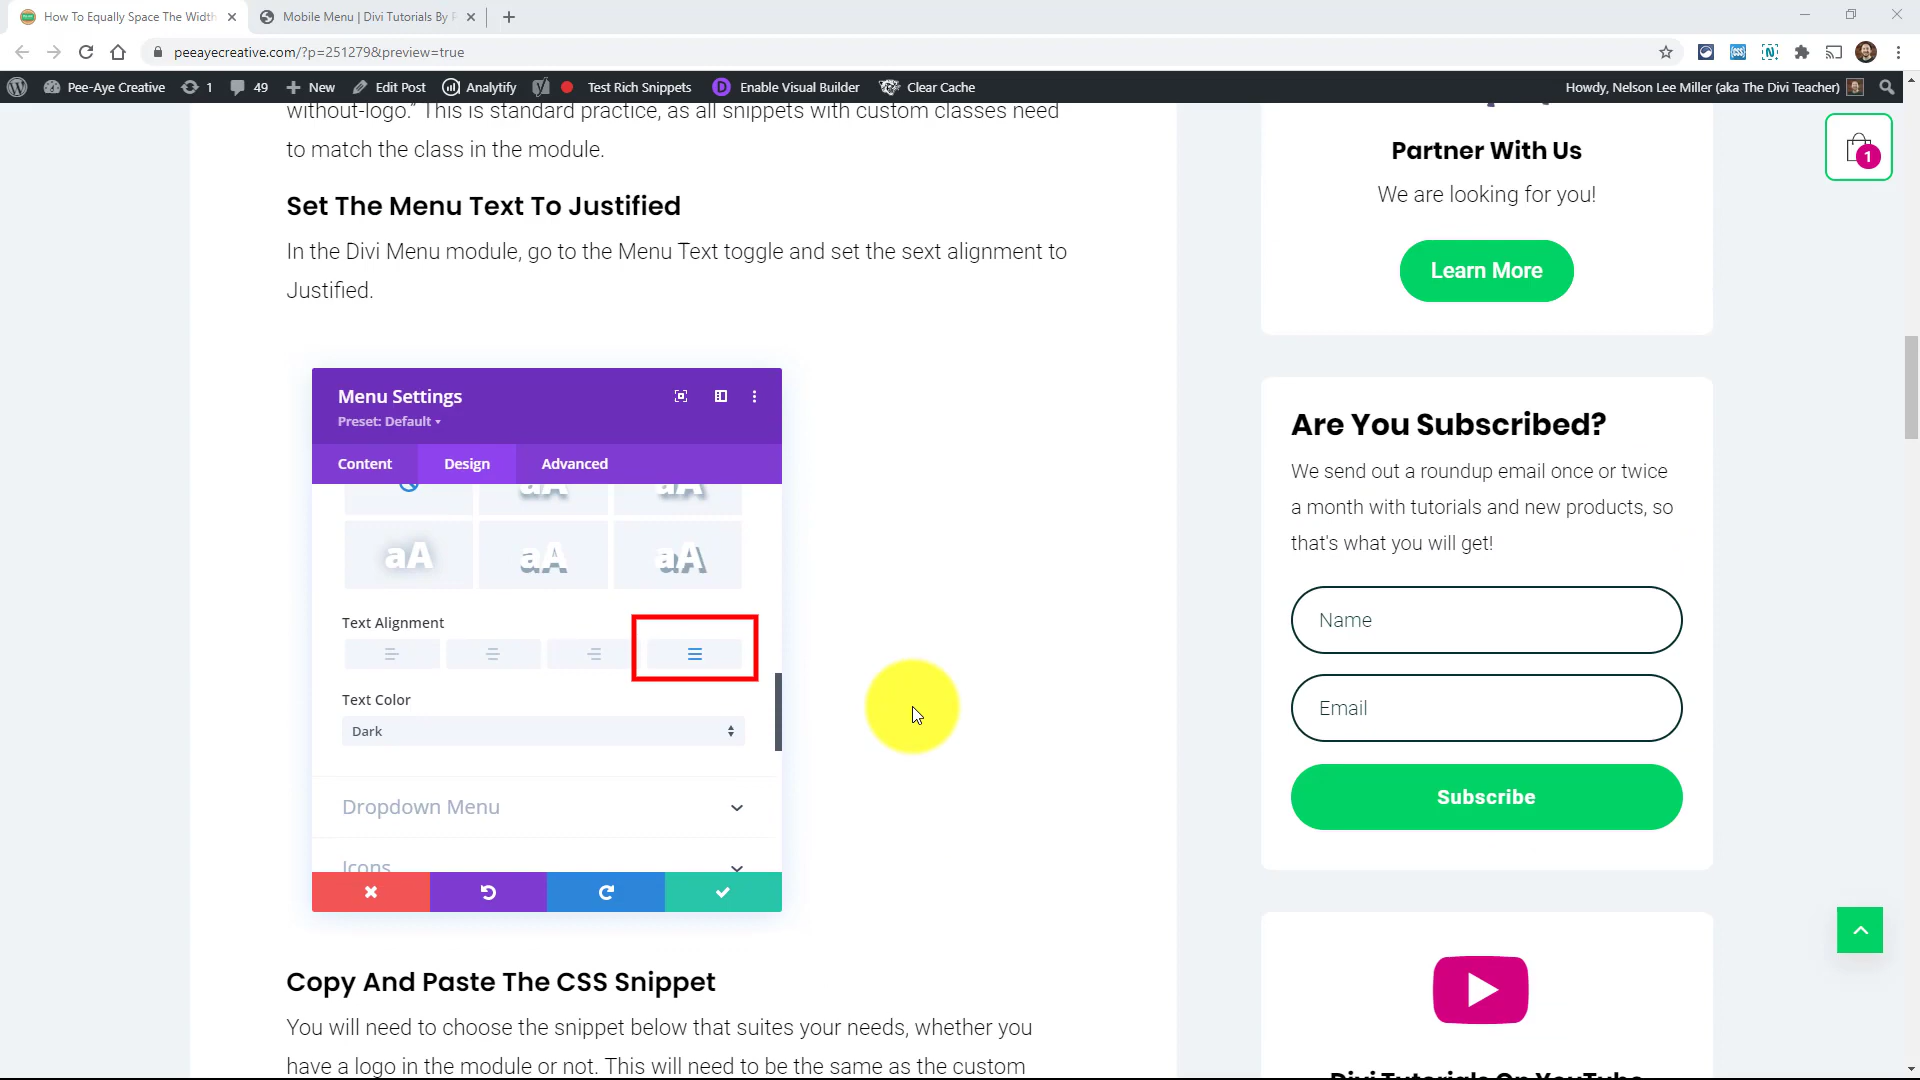 How To Equally Space The Width
Mobile Menu | Divi Tutorials By P
peeayecreative.com/?p=251279&preview=true
Pee-Aye Creative
1
49
New
Edit Post
Analytify
Test Rich Snippets
Enable Visual Builder
Clear Cache
Howdy, Nelson Lee Miller (aka The Divi Teacher)
without-logo." This is standard practice, as all snippets with custom classes need
to match the class in the module.
Set The Menu Text To Justified
In the Divi Menu module, go to the Menu Text toggle and set the sext alignment to
Justified.
Menu Settings
Preset: Default
Content
Design
Advanced
aA
aA
aA
aA
aA
Text Alignment
Text Color
Dark
Dropdown Menu
Icons
Copy And Paste The CSS Snippet
You will need to choose the snippet below that suites your needs, whether you
have a logo in the module or not. This will need to be the same as the custom
Partner With Us
We are looking for you!
Learn More
1
Are You Subscribed?
We send out a roundup email once or twice
a month with tutorials and new products, so
that's what you will get!
Name
Email
Subscribe
Divi Tutorials On YouTube